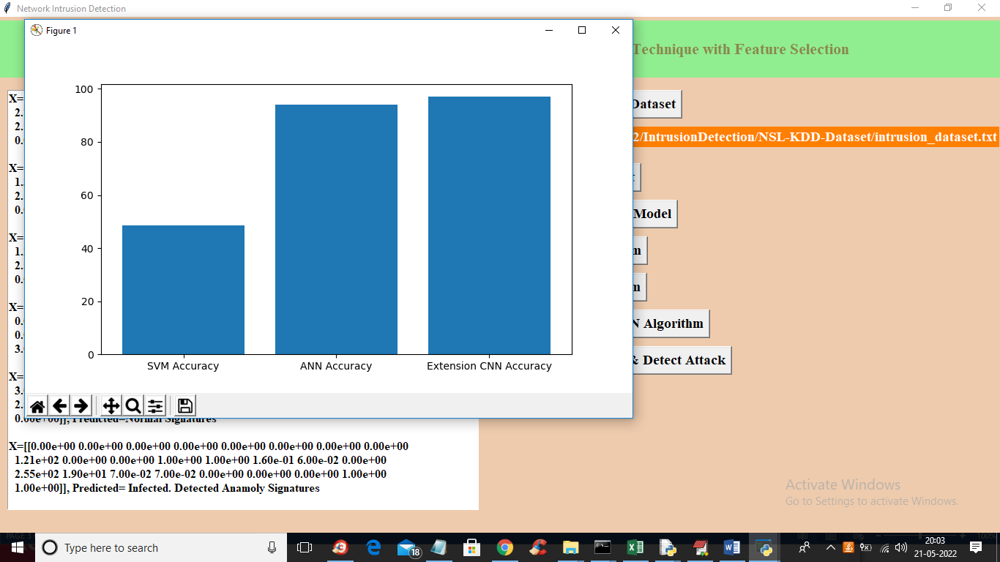 Network Intrusion Detection
Figure 1
Technique with Feature Selection
100
80
60
40
20
0
SVM Accuracy
ANN Accuracy
Extension CNN Accuracy
Dataset
2/IntrusionDetection/NSL-KDD-Dataset/intrusion_dataset.txt
Model
N Algorithm
& Detect Attack
X=
2.
2.
0.
X=
1.
2.
0.
X=
1.
2.
0.
X=
0.
0.
3.
X=
3.
2.
0.00e+00]], Predicted=Normal Signatures
X=[[0.00e+00 0.00e+00 0.00e+00 0.00e+00 0.00e+00 0.00e+00 0.00e+00 0.00e+00
1.21e+02 0.00e+00 0.00e+00 1.00e+00 1.00e+00 1.60e-01 6.00e-02 0.00e+00
2.55e+02 1.90e+01 7.00e-02 7.00e-02 0.00e+00 0.00e+00 0.00e+00 1.00e+00
1.00e+00]], Predicted= Infected. Detected Anamoly Signatures
Activate Windows
Go to Settings to activate Windows.
PAGE 3
100%
Type here to search
18
20:03
21-05-2022